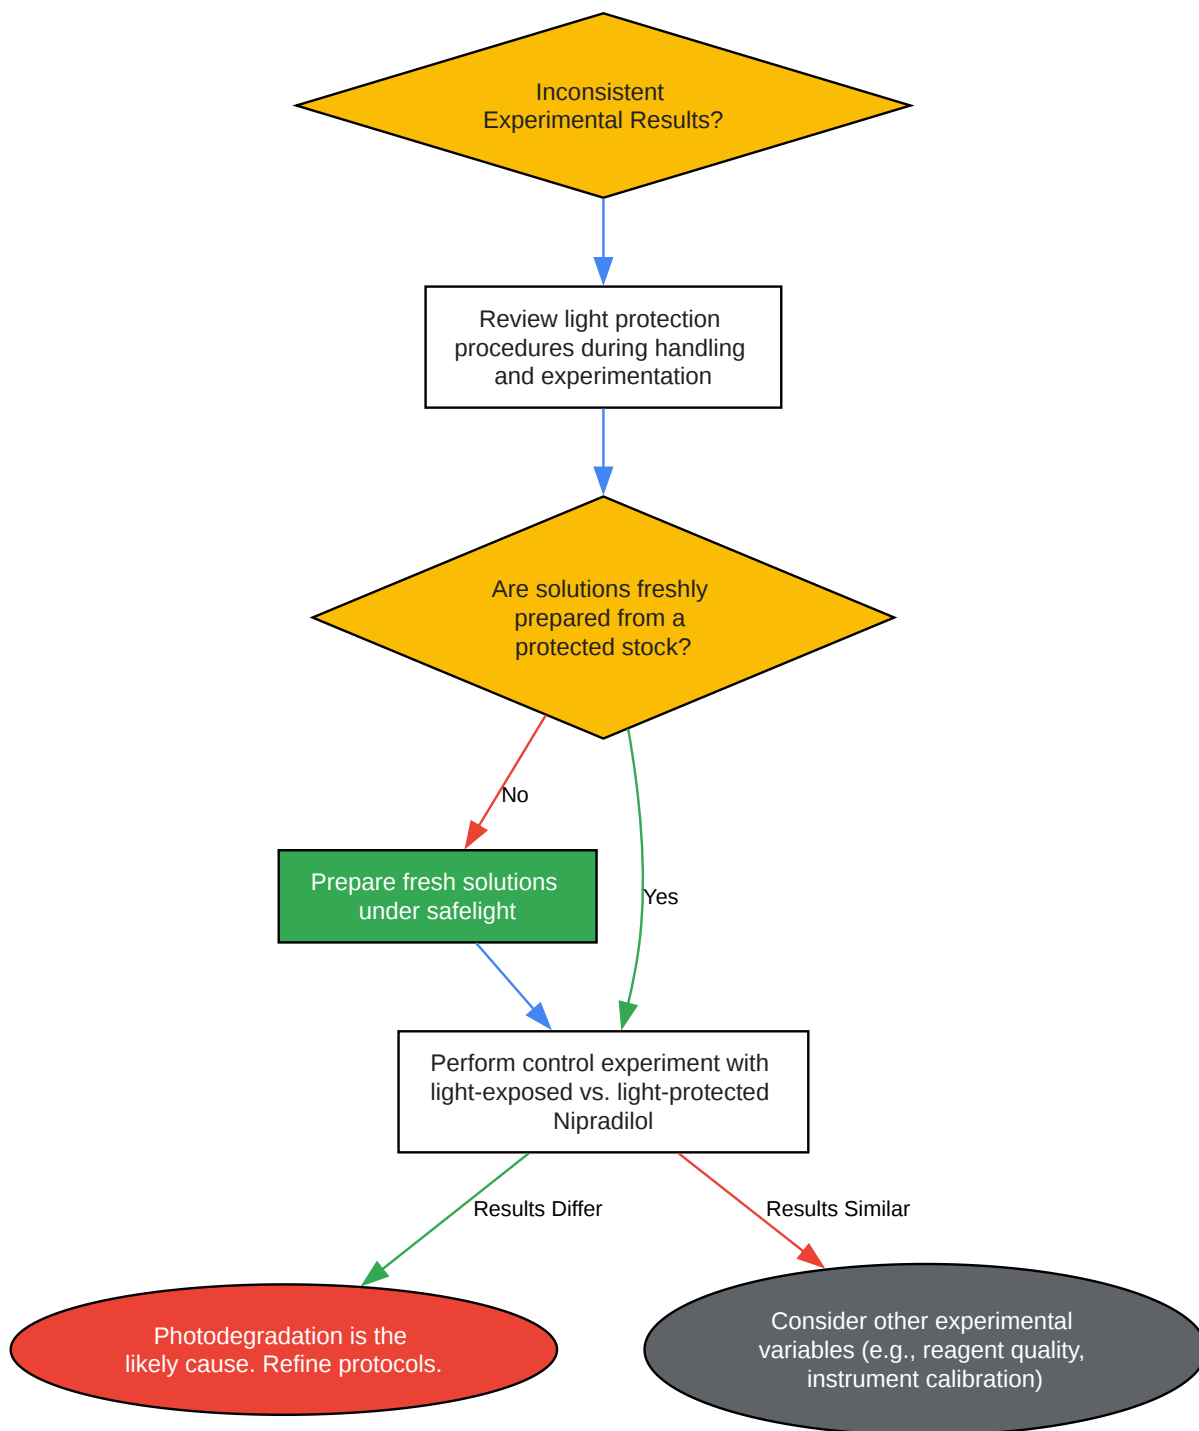 Inconsistent
Experimental Results?
Review light protection
procedures during handling
and experimentation
Are solutions freshly
prepared from a
protected stock?
No
Prepare fresh solutions
under safelight
Yes
Perform control experiment with
light-exposed vs. light-protected
Nipradilol
Results Differ
Results Similar
Photodegradation is the
likely cause. Refine protocols.
Consider other experimental
variables (e.g., reagent quality,
instrument calibration)